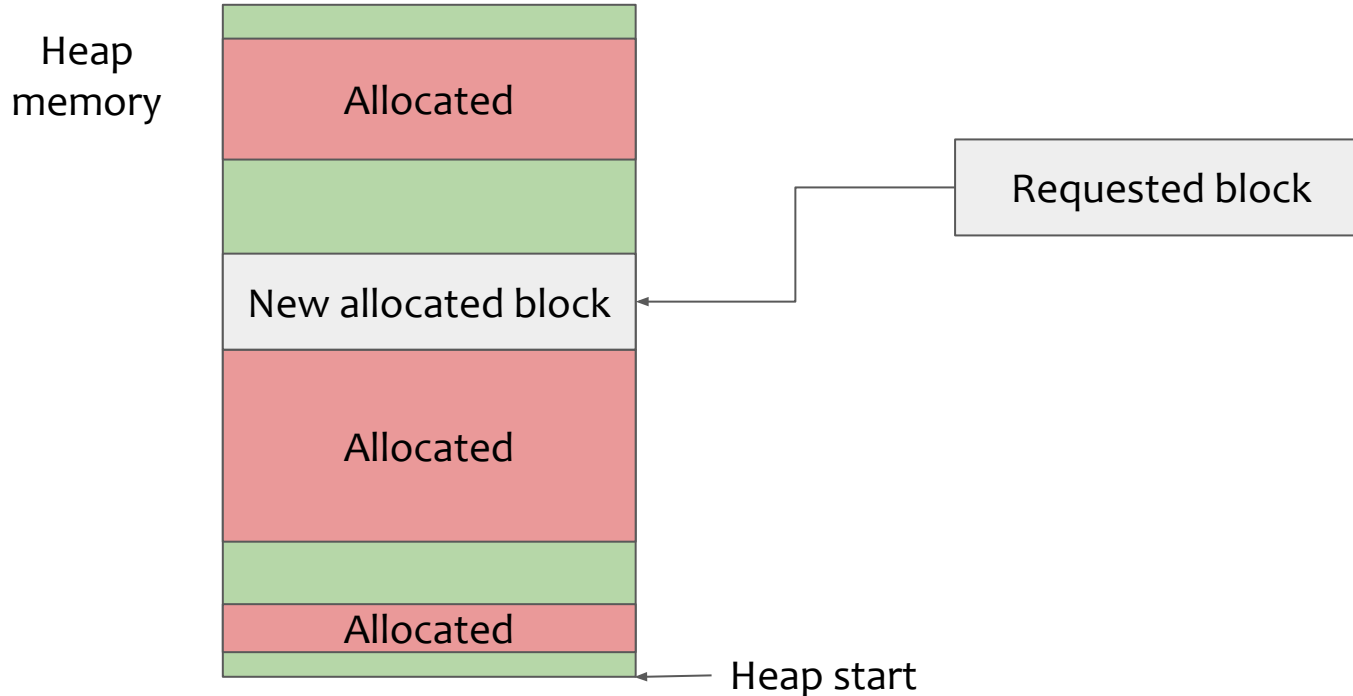 Heap
memory
Allocated
Requested block
New allocated block
Allocated
Allocated
Heap start